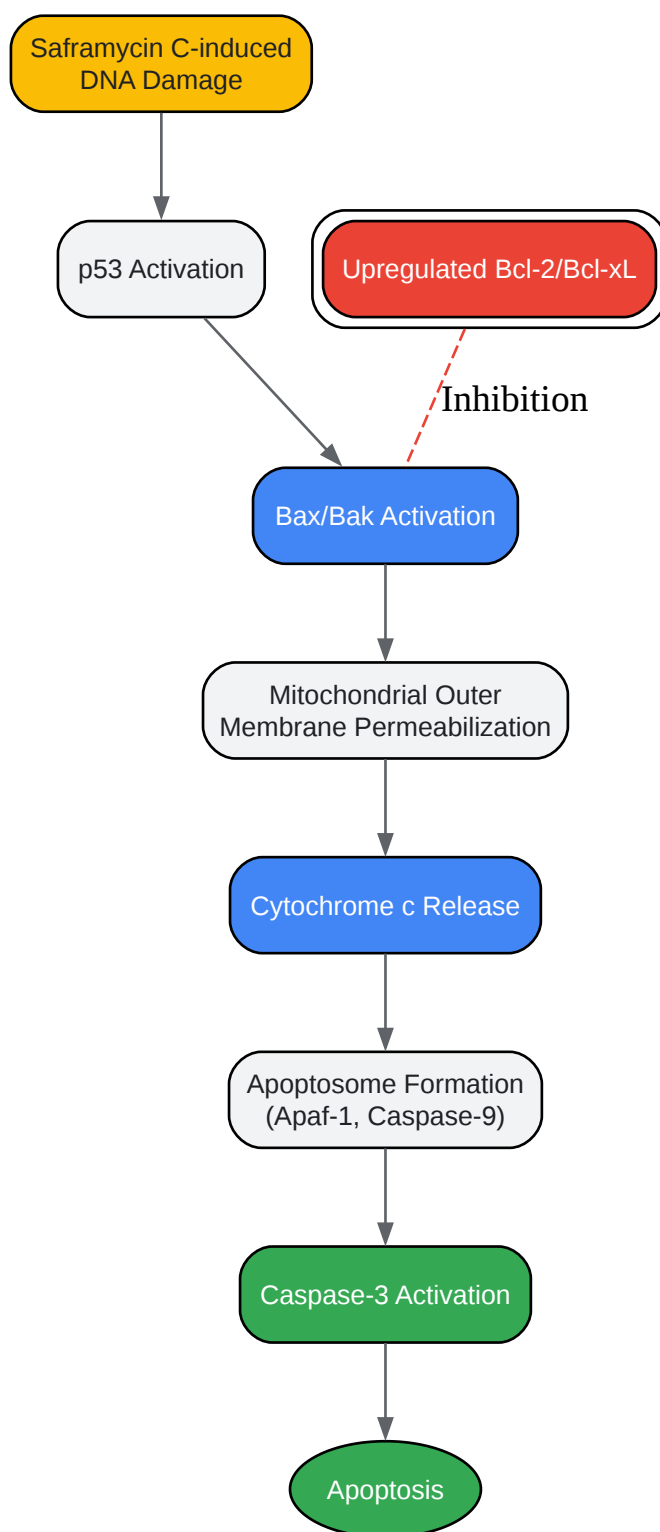 Saframycin C-induced
DNA Damage
p53 Activation
Upregulated Bcl-2/Bcl-xL
Inhibition
Bax/Bak Activation
Mitochondrial Outer
Membrane Permeabilization
Cytochrome c Release
Apoptosome Formation
(Apaf-1, Caspase-9)
Caspase-3 Activation
Apoptosis